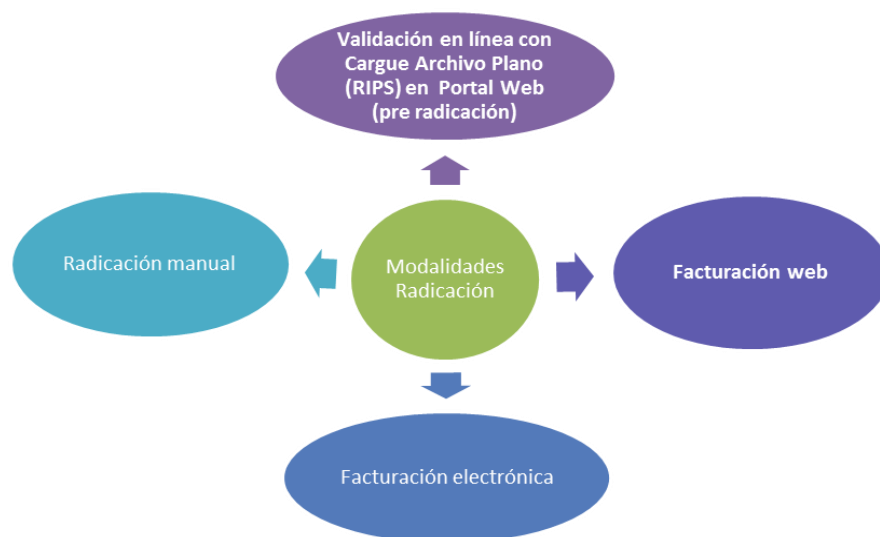 Validación en línea con
Cargue Archivo Plano
(RIPS) en Portal Web
(pre radicación)
Radicación manual
Modalidades
Radicación
Facturación web
Facturación electrónica